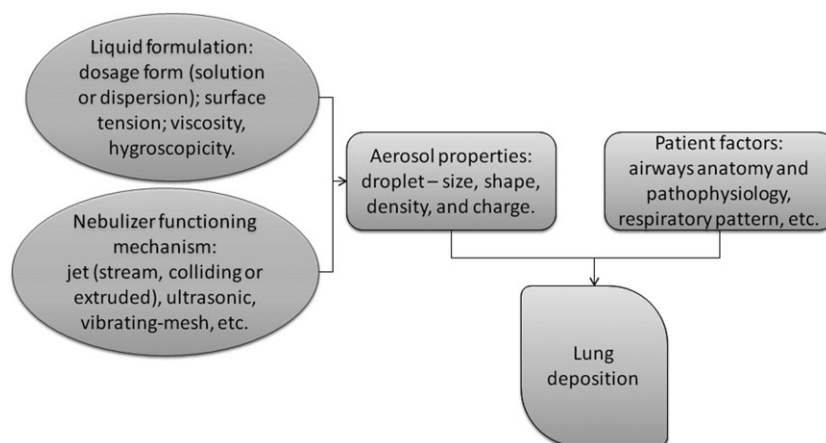 Liquid formulation:
dosage form (solution
or dispersion); surface
tension; viscosity,
hygroscopicity.
Nebulizer functioning
mechanism:
jet (stream, colliding or
extruded), ultrasonic,
vibrating-mesh, etc.
Aerosol properties:
droplet – size, shape,
density, and charge.
Patient factors:
airways anatomy and
pathophysiology,
respiratory pattern, etc.
Lung
deposition